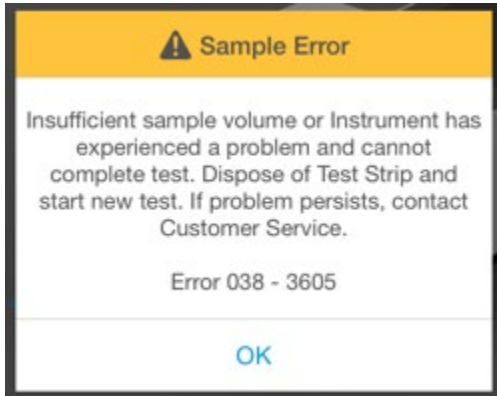 Sample Error
Insufficient sample volume or Instrument has
experienced a problem and cannot
complete test. Dispose of Test Strip and
start new test. If problem persists, contact
Customer Service.
Error 038 - 3605
OK